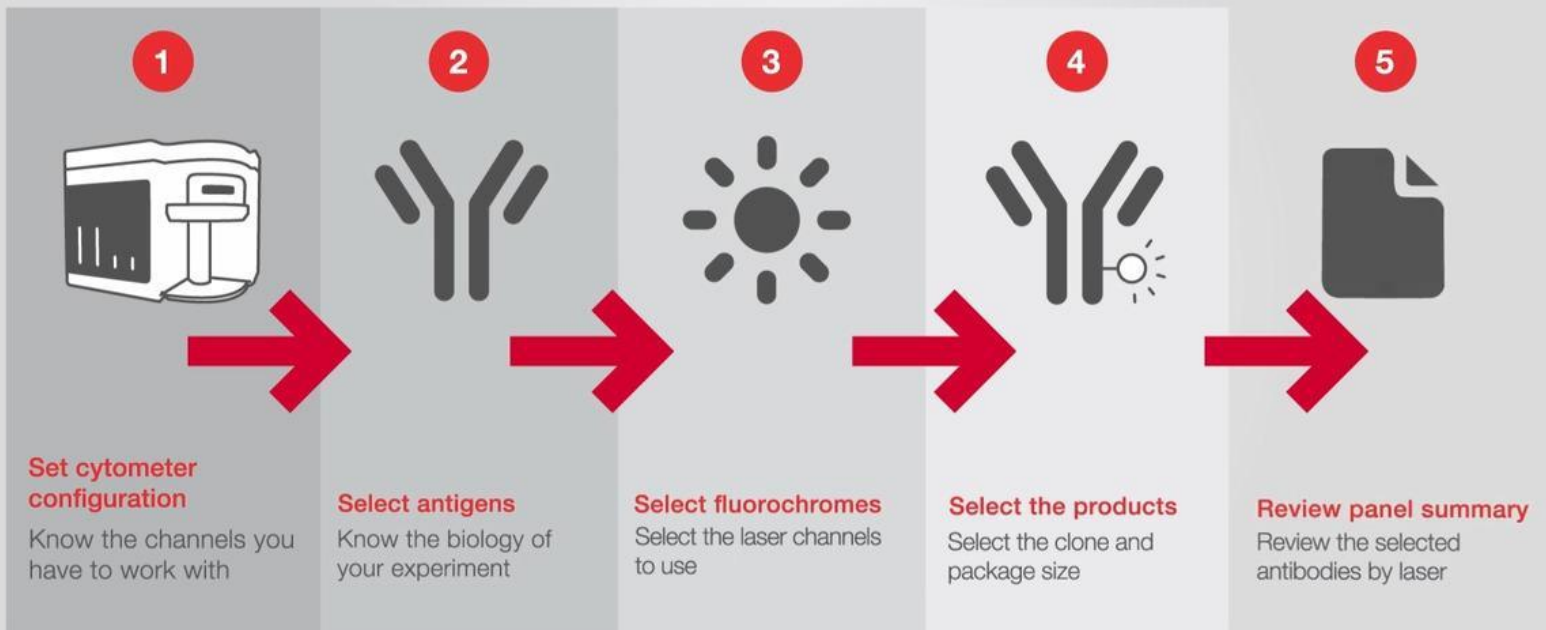 1
Set cytometer
configuration
Know the channels you
have to work with
2
Select antigens
Know the biology of
your experiment
3
Select fluorochromes
Select the laser channels
to use
4
Select the products
Select the clone and
package size
5
Review panel summary
Review the selected
antibodies by laser